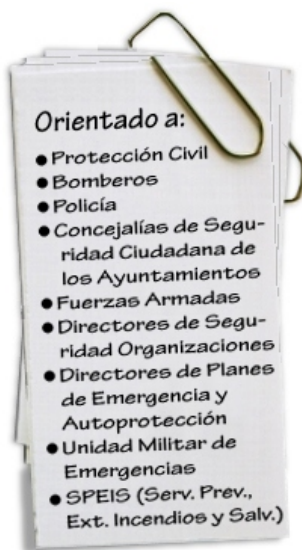 Orientado a:
● Protección Civil
● Bomberos
● Policía
● Concejalías de Segu-
ridad Ciudadana de
los Ayuntamientos
● Fuerzas Armadas
● Directores de Segu-
ridad Organizaciones
● Directores de Planes
de Emergencia y
Autoprotección
● Unidad Militar de
Emergencias
● SPEIS (Serv. Prev.,
Ext. Incendios y Salv.)